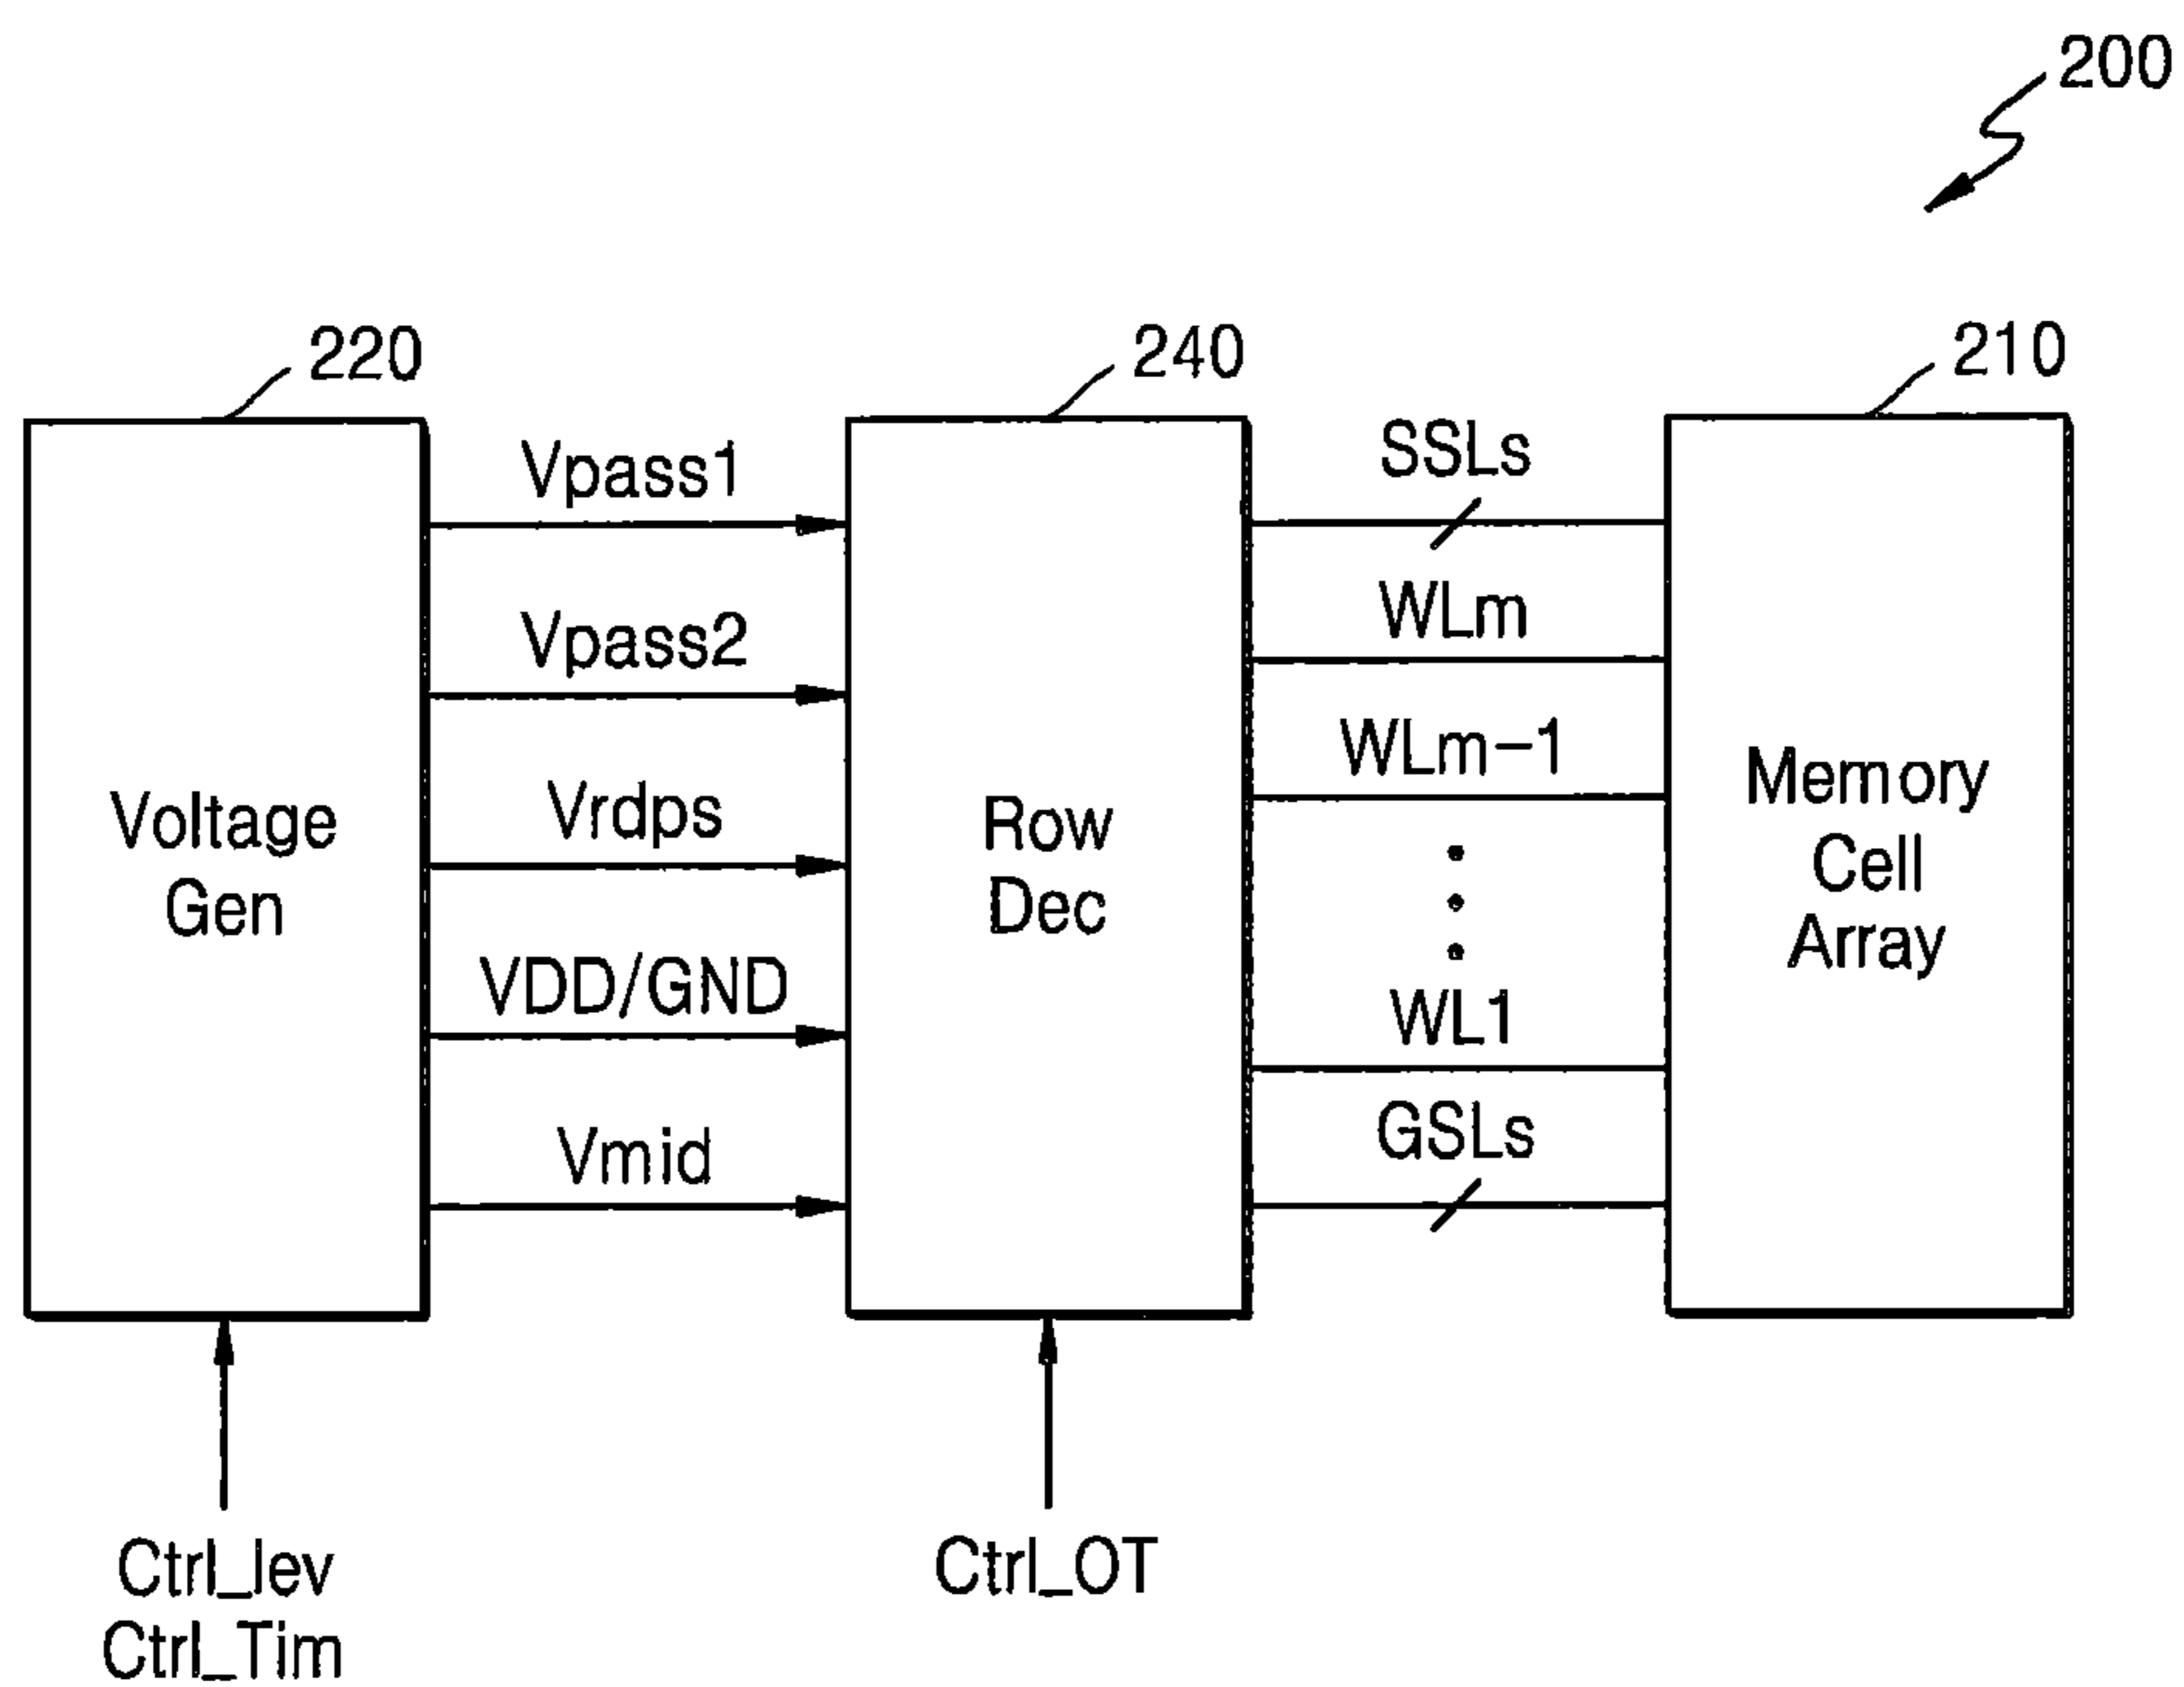 200
220
240
210
Vpass1
Vpass2
Vrdps
VDD/GND
Vmid
SSLs
WLm
WLm-1
WL1
GSLs
Voltage
Gen
Row
Dec
Memory
Cell
Array
Ctrl_lev
Ctrl_Tim
Ctrl_OT